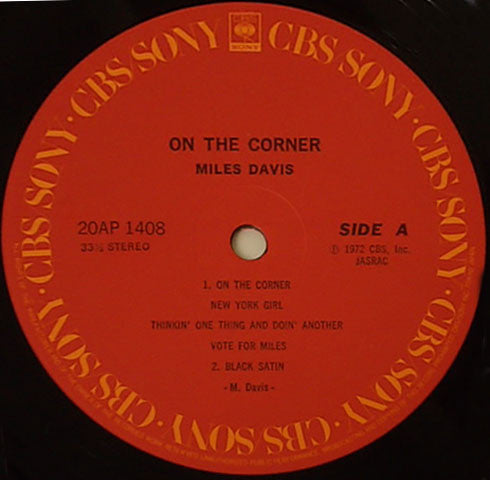 CBS SONY · CBS SONY · CBS SONY · CBS SONY · CBS SONY · CBS SONY · CBS SONY
SONY
ON THE CORNER
MILES DAVIS
20AP 1408
33⅓ STEREO
SIDE A
Ⓟ 1972 CBS, Inc.
JASRAC
1. ON THE CORNER
NEW YORK GIRL
THINKIN' ONE THING AND DOIN' ANOTHER
VOTE FOR MILES
2. BLACK SATIN
- M. Davis -